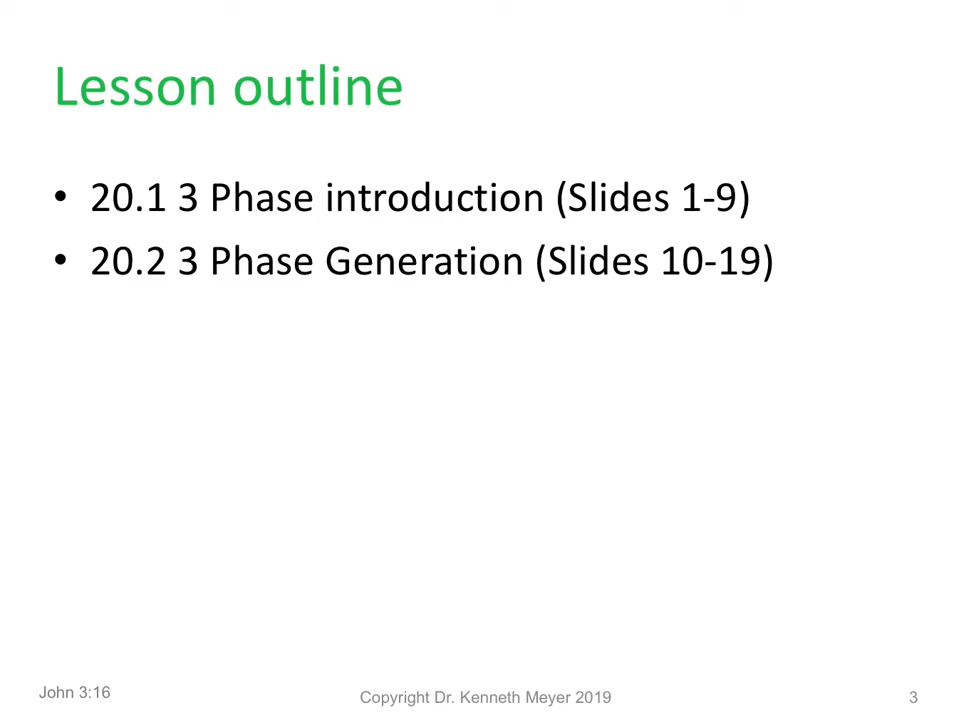 Lesson outline
• 20.1 3 Phase introduction (Slides 1-9)
• 20.2 3 Phase Generation (Slides 10-19)
John 3:16
Copyright Dr. Kenneth Meyer 2019
3